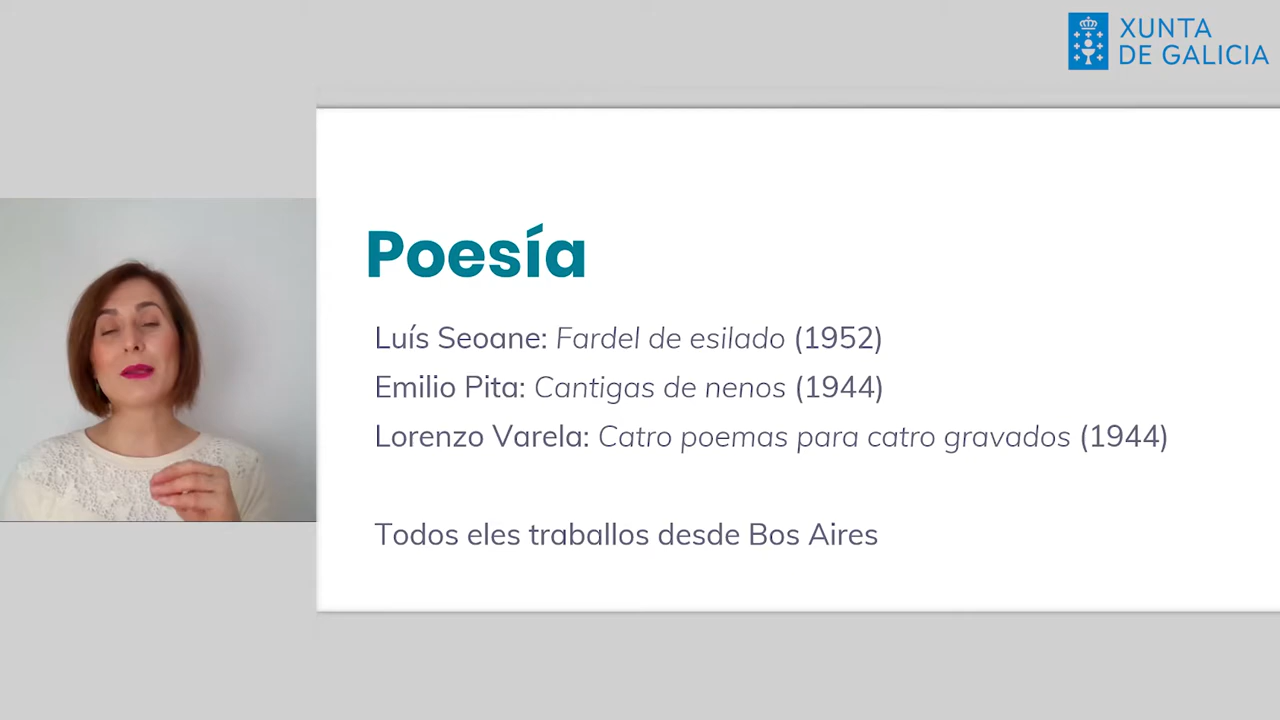 XUNTA
DE GALICIA
Poesía
Luís Seoane: Fardel de esilado (1952)
Emilio Pita: Cantigas de nenos (1944)
Lorenzo Varela: Catro poemas para catro gravados (1944)
Todos eles traballos desde Bos Aires